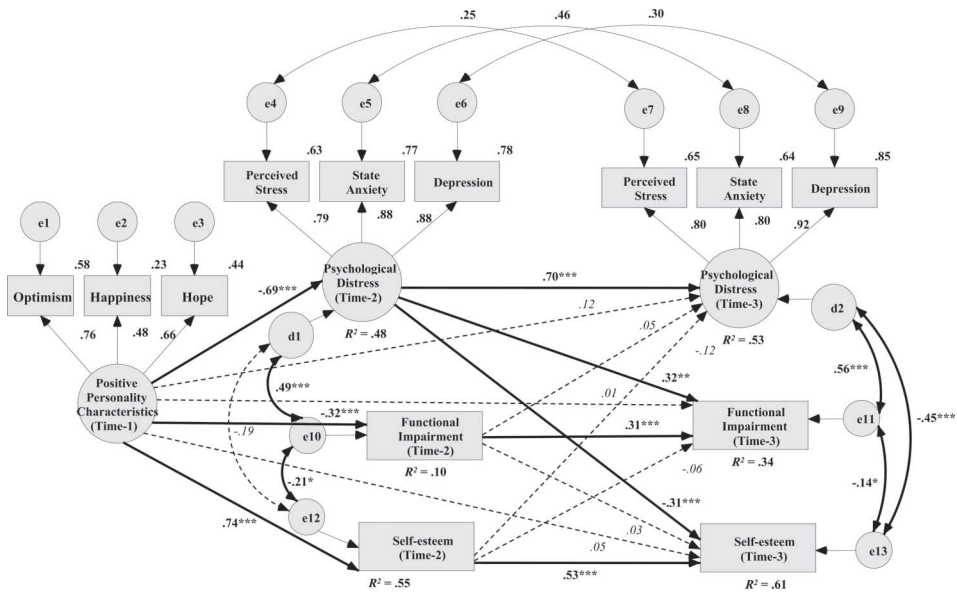 .25
.46
.30
e4
e5
e6
e7
e8
e9
.63
.77
.78
.65
.64
.85
Perceived
Stress
State
Anxiety
Depression
Perceived
Stress
State
Anxiety
Depression
.79
.88
.88
.80
.80
.92
e1
e2
e3
.58
.23
.44
Optimism
Happiness
Hope
.76
.48
.66
Psychological
Distress
(Time-2)
R² = .48
Psychological
Distress
(Time-3)
R² = .53
-.69***
.70***
.12
.05
-.12
d1
d2
Positive
Personality
Characteristics
(Time-1)
.49***
-.32***
.01
.32**
.56***
-.45***
-.19
e10
Functional
Impairment
(Time-2)
R² = .10
.31***
Functional
Impairment
(Time-3)
R² = .34
e11
-.06
-.21*
-.14*
e12
.74***
-.31***
.03
.05
Self-esteem
(Time-2)
R² = .55
.53***
Self-esteem
(Time-3)
R² = .61
e13